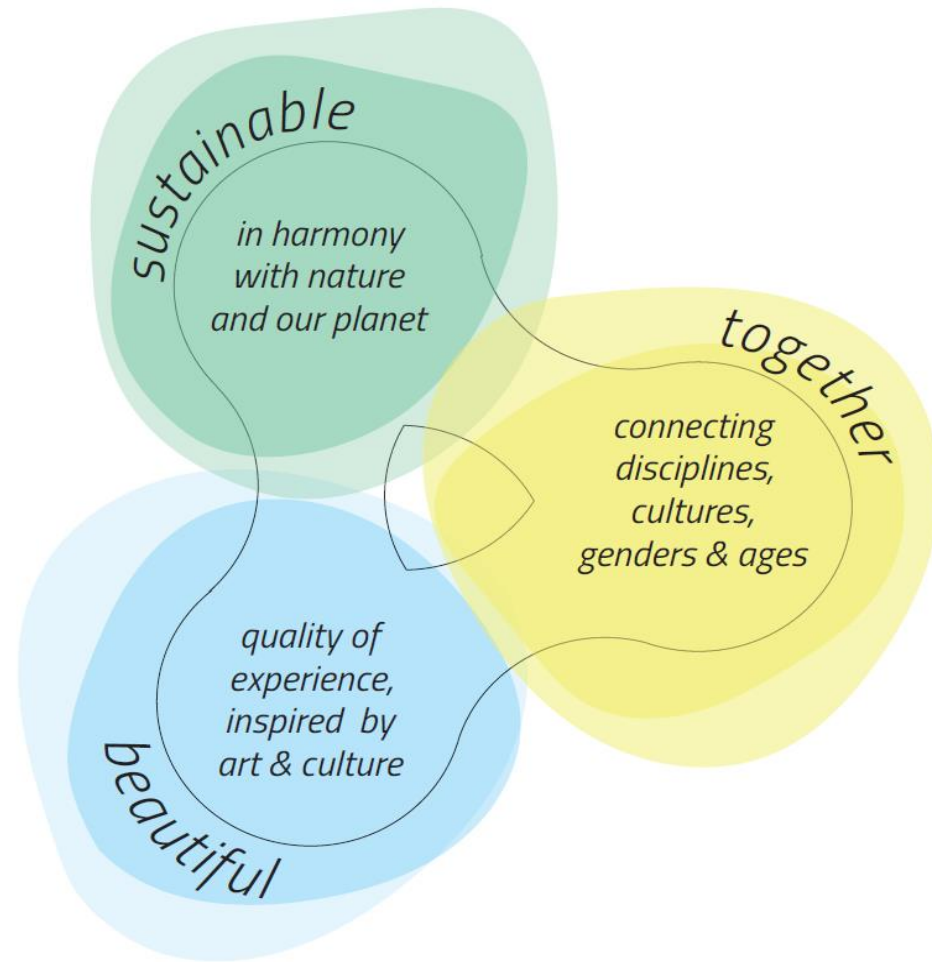 sustainable
in harmony
with nature
and our planet
together
connecting
disciplines,
cultures,
genders & ages
quality of
experience,
inspired by
art & culture
beautiful